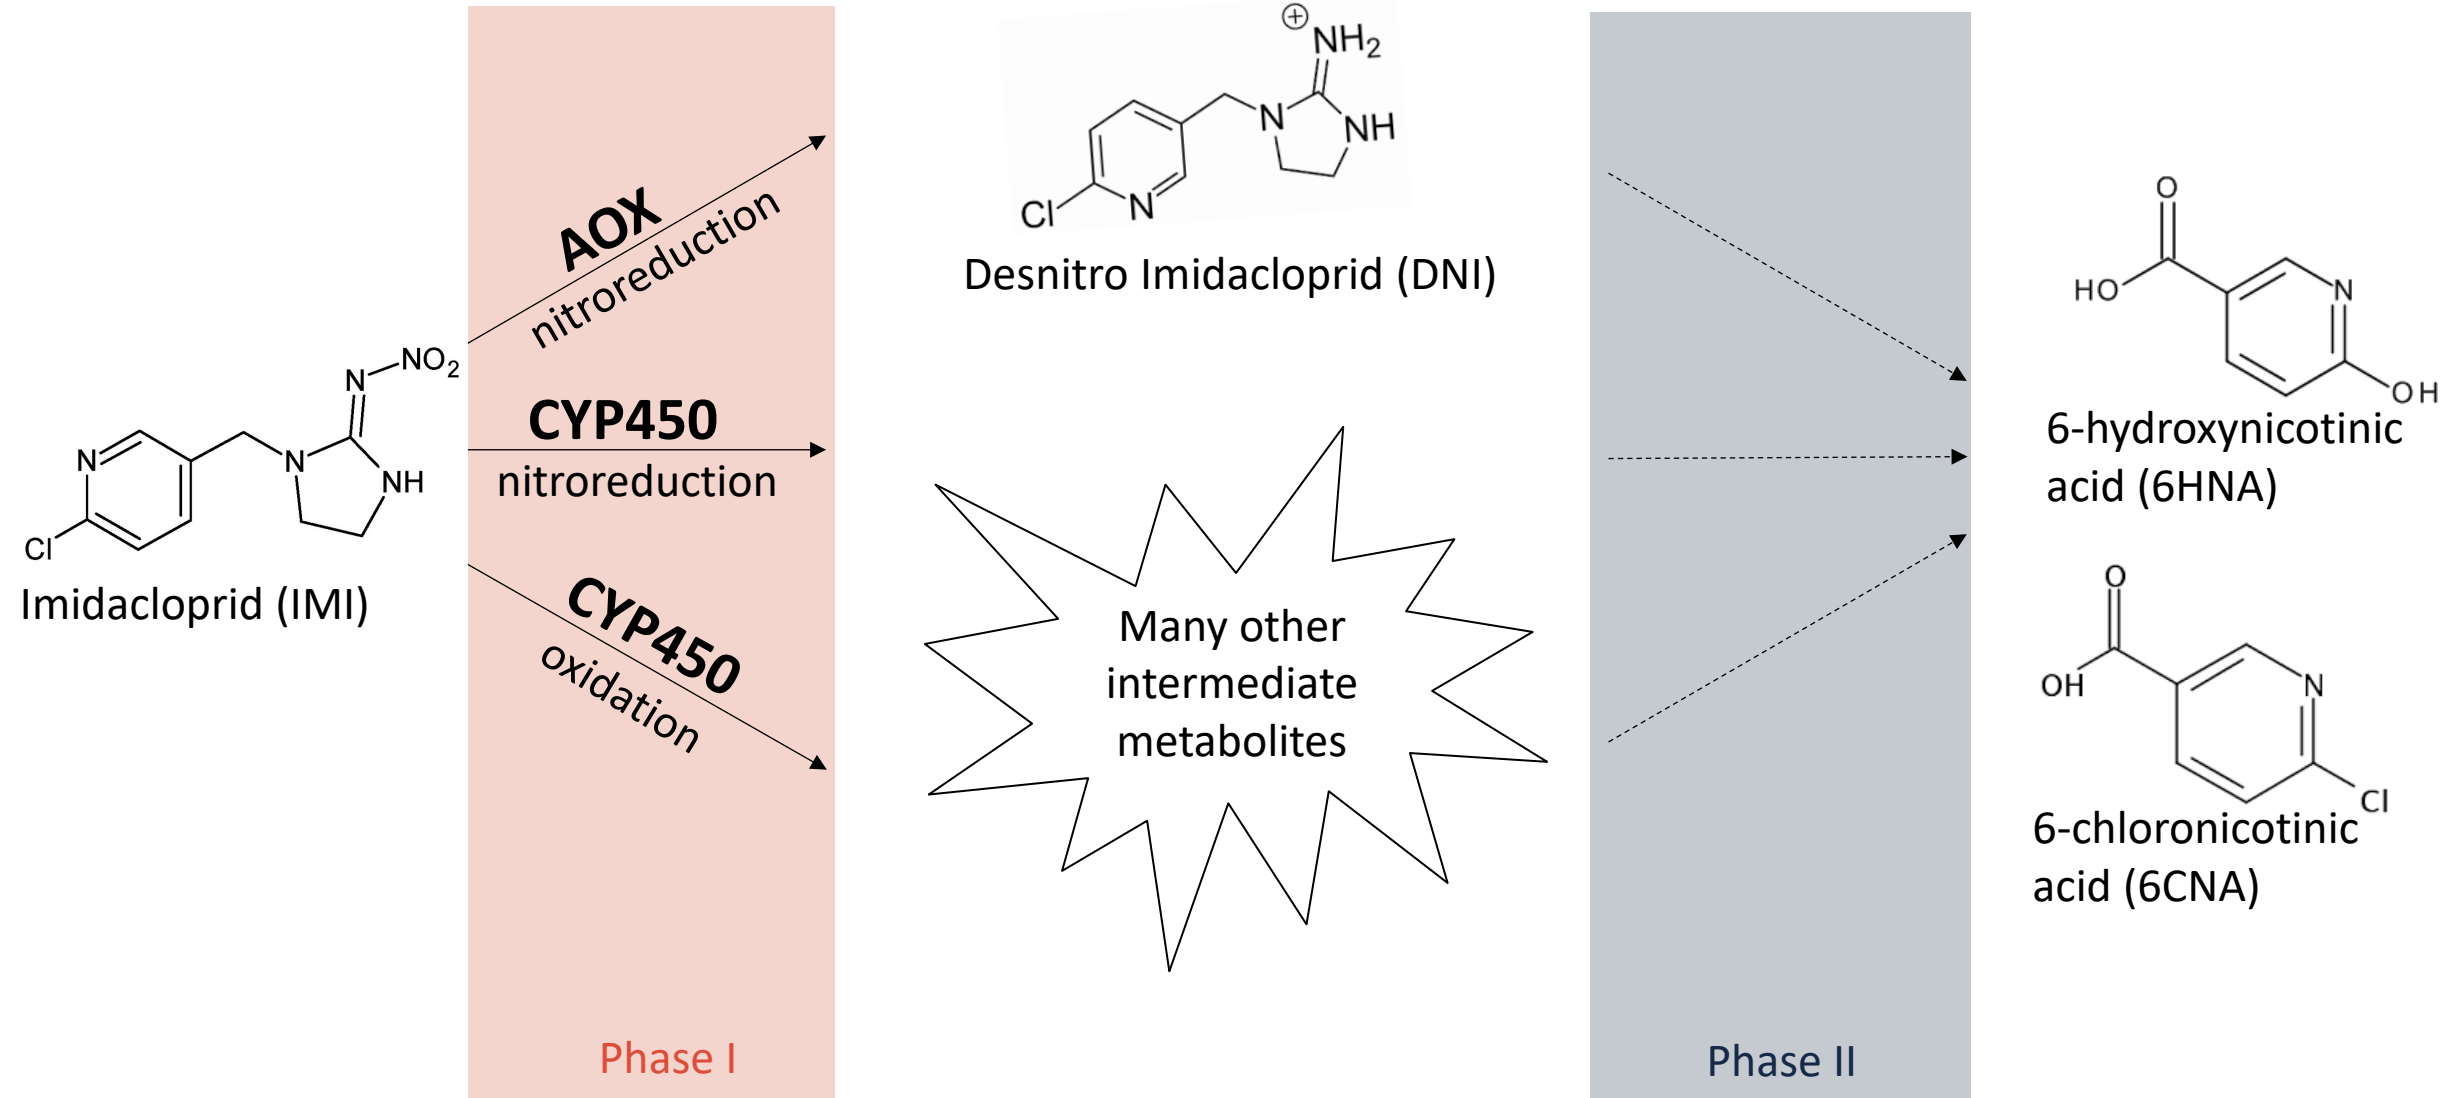 N
NO2
N
N
NH
Cl
Imidacloprid (IMI)
AOX
nitroreduction
CYP450
nitroreduction
CYP450
oxidation
Phase I
⊕
NH2
N
NH
Cl
N
Desnitro Imidacloprid (DNI)
Many other
intermediate
metabolites
Phase II
O
HO
N
OH
6-hydroxynicotinic
acid (6HNA)
O
OH
N
Cl
6-chloronicotinic
acid (6CNA)